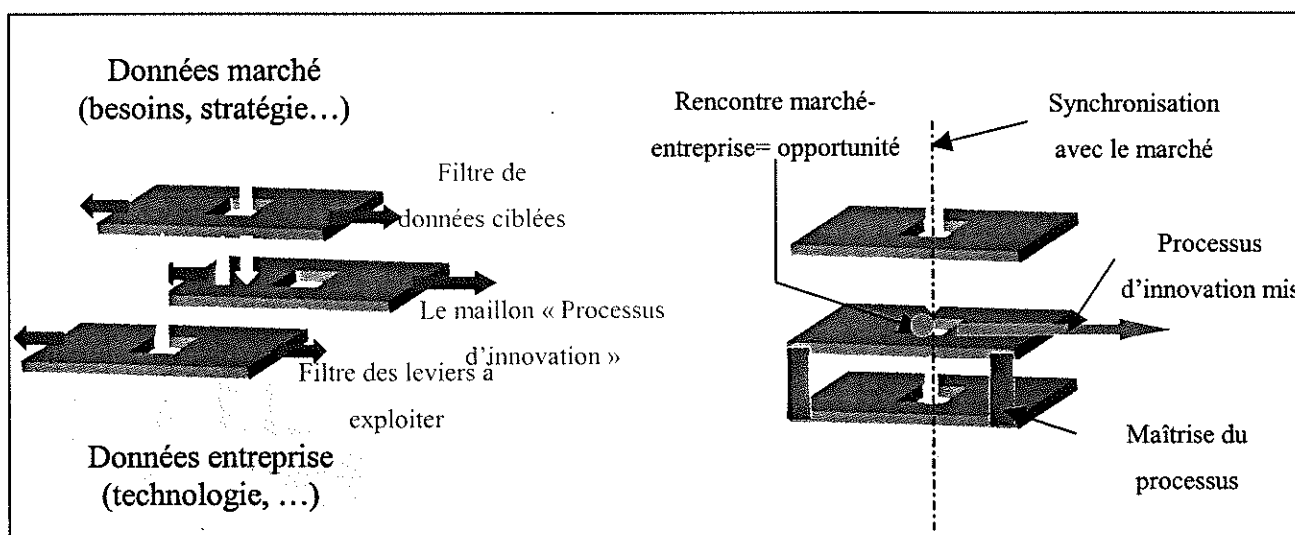 Données marché
(besoins, stratégie…)
Filtre de
données ciblées
Le maillon « Processus
d'innovation »
Filtre des leviers à
exploiter
Données entreprise
(technologie, …)
Rencontre marché-
entreprise= opportunité
Synchronisation
avec le marché
Processus
d'innovation mis
Maîtrise du
processus